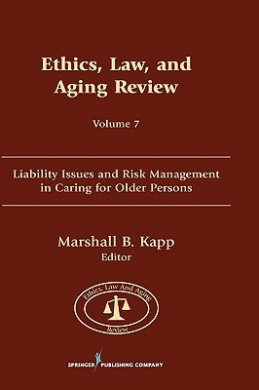 Ethics, Law, and
Aging Review
Volume 7
Liability Issues and Risk Management
in Caring for Older Persons
Marshall B. Kapp
Editor
Ethics, Law And Aging
Review
SPRINGER PUBLISHING COMPANY